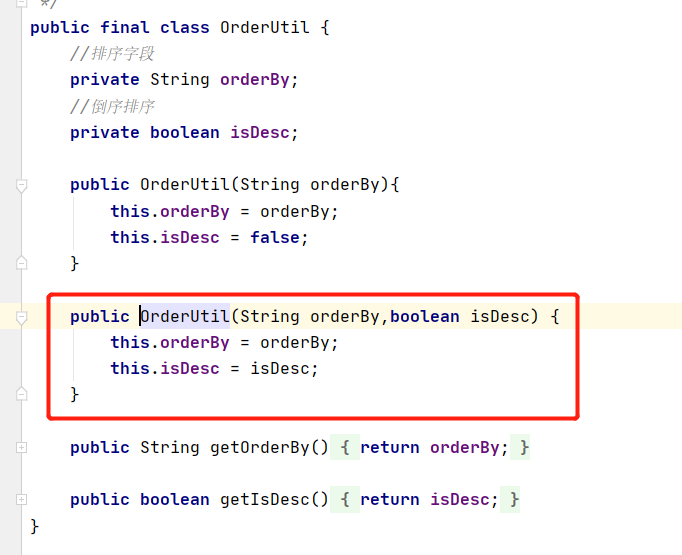 */
public final class OrderUtil {
//排序字段
private String orderBy;
//倒序排序
private boolean isDesc;
public OrderUtil(String orderBy){
this.orderBy = orderBy;
this.isDesc = false;
}
public OrderUtil(String orderBy,boolean isDesc) {
this.orderBy = orderBy;
this.isDesc = isDesc;
}
public String getOrderBy() { return orderBy; }
public boolean getIsDesc() { return isDesc; }
}